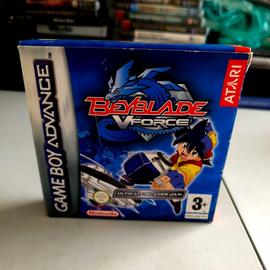 GAME BOY ADVANCE
ATARI
BEYBLADE
VFORCE
ULTIMATE BLADER JAM
Nintendo
3+